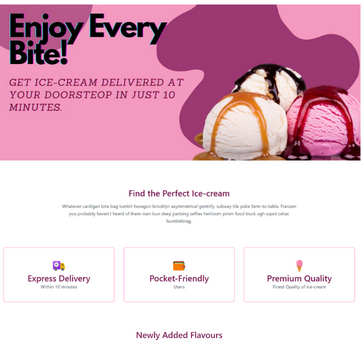 Enjoy Every
Bite!
GET ICE-CREAM DELIVERED AT
YOUR DOORSTEOP IN JUST 10
MINUTES.
Find the Perfect Ice-cream
Whatever cardigan tote bag tumblr hexagon brooklyn asymmetrical gentrify, subway tile poke farm-to-table. Franzen
you probably haven't heard of them man bun deep jianbing selfies heirloom prism food truck ugh squid celiac
humblebrag.
Express Delivery
Within 10 minutes
Pocket-Friendly
Users
Premium Quality
Finest Quality of ice-cream
Newly Added Flavours